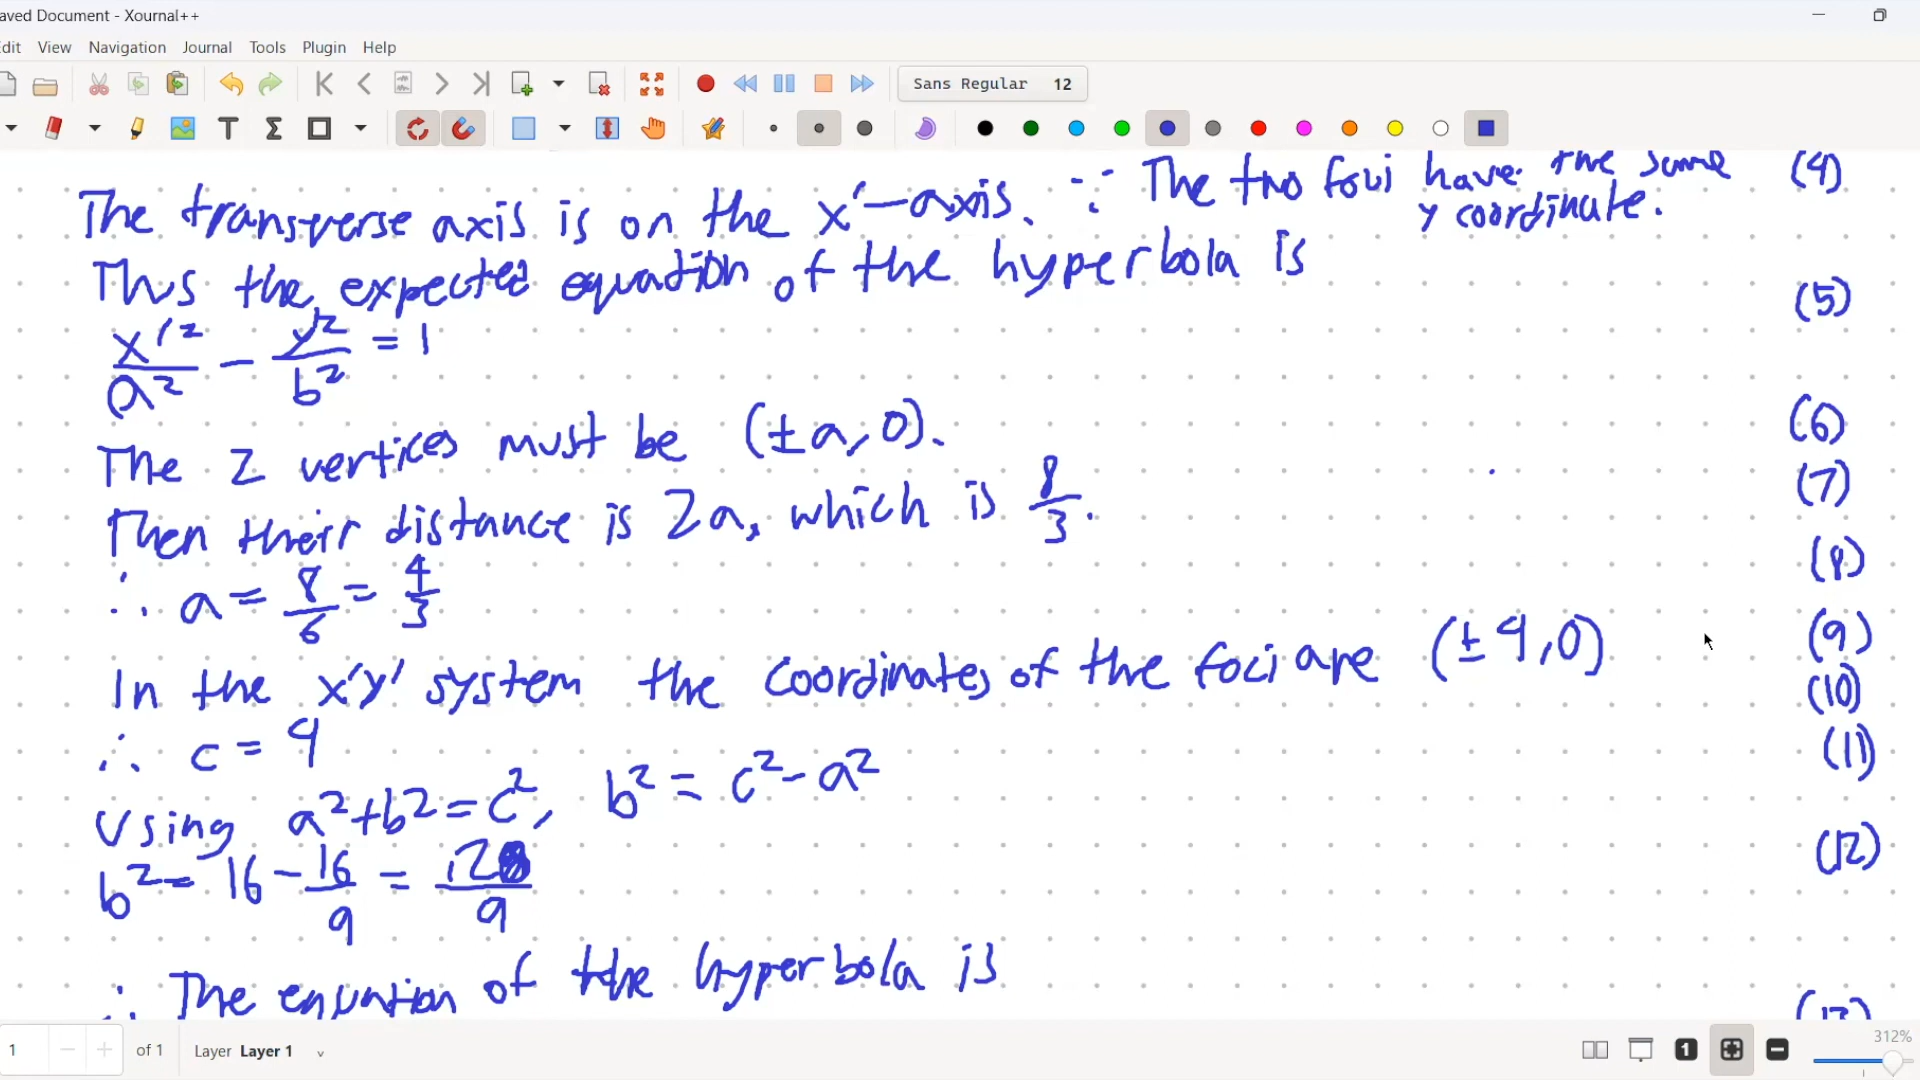 aved Document - Xournal++
dit View Navigation Journal Tools Plugin Help
Sans Regular 12
The transverse axis is on the x'-axis. ∵ The two foui have the same (4)
y coordinate.
Thus the expected equation of the hyperbola is
(5)
x'²/a² - y'²/b² = 1
The 2 vertices must be (±a, 0). (6)
Then their distance is 2a, which is 8/3. (7)
∴ a = 8/6 = 4/3 (8)
In the x'y' system the coordinates of the foci are (±4, 0) (9)
∴ c = 4 (10)
Using a²+b²=c², b² = c²-a² (11)
b² = 16 - 16/9 = 128/9 (12)
∴ The equation of the hyperbola is
(13)
1 of 1 Layer Layer 1 1 312%